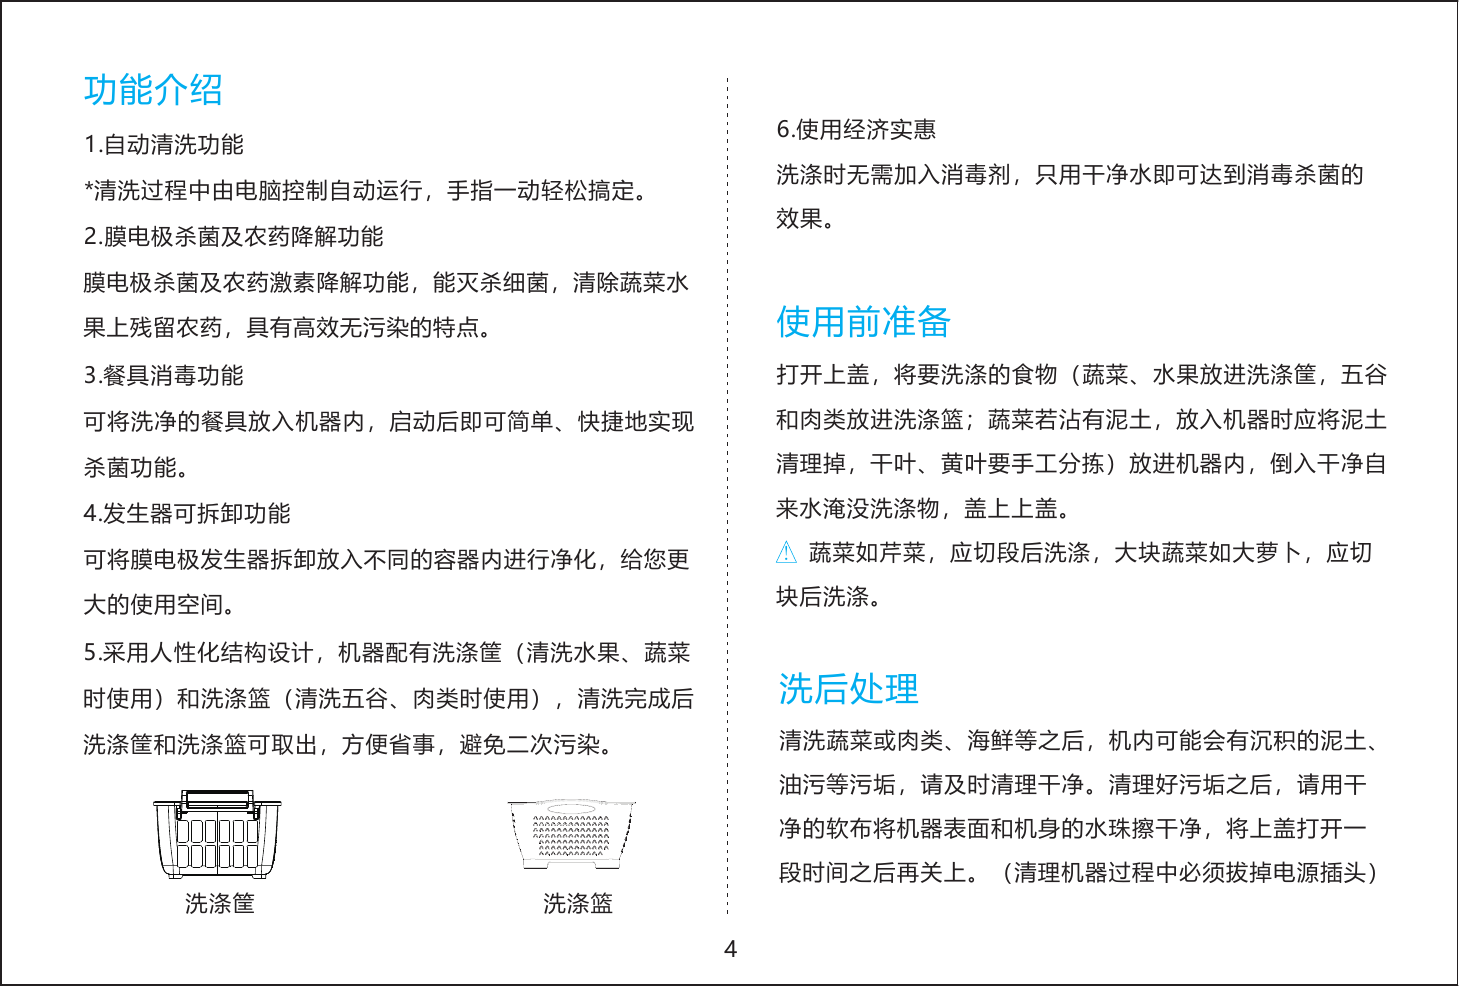 功能介绍
1.自动清洗功能
*清洗过程中由电脑控制自动运行，手指一动轻松搞定。
2.膜电极杀菌及农药降解功能
膜电极杀菌及农药激素降解功能，能灭杀细菌，清除蔬菜水
果上残留农药，具有高效无污染的特点。
3.餐具消毒功能
可将洗净的餐具放入机器内，启动后即可简单、快捷地实现
杀菌功能。
4.发生器可拆卸功能
可将膜电极发生器拆卸放入不同的容器内进行净化，给您更
大的使用空间。
5.采用人性化结构设计，机器配有洗涤筐（清洗水果、蔬菜
时使用）和洗涤篮（清洗五谷、肉类时使用），清洗完成后
洗涤筐和洗涤篮可取出，方便省事，避免二次污染。
洗涤筐
洗涤篮
6.使用经济实惠
洗涤时无需加入消毒剂，只用干净水即可达到消毒杀菌的
效果。
使用前准备
打开上盖，将要洗涤的食物（蔬菜、水果放进洗涤筐，五谷
和肉类放进洗涤篮；蔬菜若沾有泥土，放入机器时应将泥土
清理掉，干叶、黄叶要手工分拣）放进机器内，倒入干净自
来水淹没洗涤物，盖上上盖。
⚠ 蔬菜如芹菜，应切段后洗涤，大块蔬菜如大萝卜，应切
块后洗涤。
洗后处理
清洗蔬菜或肉类、海鲜等之后，机内可能会有沉积的泥土、
油污等污垢，请及时清理干净。清理好污垢之后，请用干
净的软布将机器表面和机身的水珠擦干净，将上盖打开一
段时间之后再关上。（清理机器过程中必须拔掉电源插头）
4